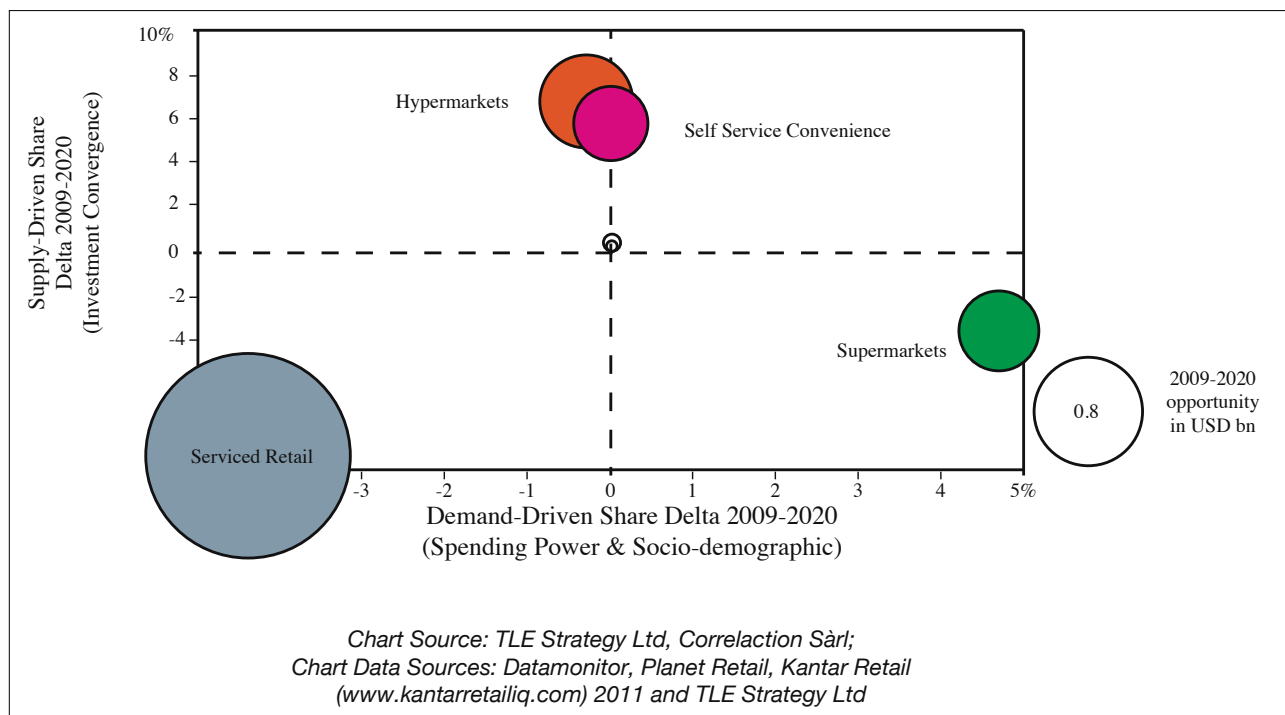 10%
8
6
4
2
0
-2
-4
Supply-Driven Share
Delta 2009-2020
(Investment Convergence)
Hypermarkets
Self Service Convenience
Supermarkets
Serviced Retail
0.8
2009-2020
opportunity
in USD bn
-3 -2 -1 0 1 2 3 4 5%
Demand-Driven Share Delta 2009-2020
(Spending Power & Socio-demographic)
Chart Source: TLE Strategy Ltd, Correlaction Sàrl;
Chart Data Sources: Datamonitor, Planet Retail, Kantar Retail
(www.kantarretailiq.com) 2011 and TLE Strategy Ltd